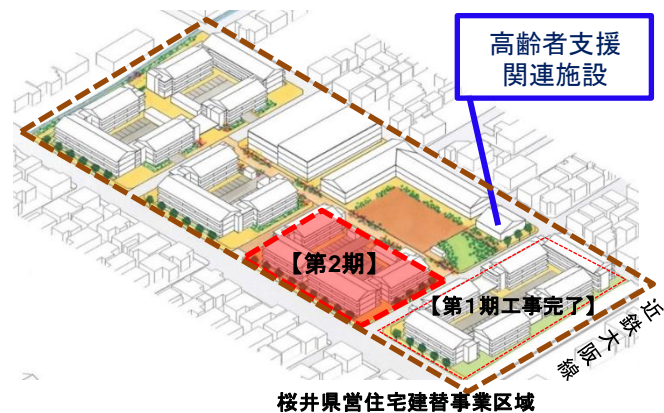 高齢者支援
関連施設
【第2期】
【第1期工事完了】
近鉄大阪線
桜井県営住宅建替事業区域